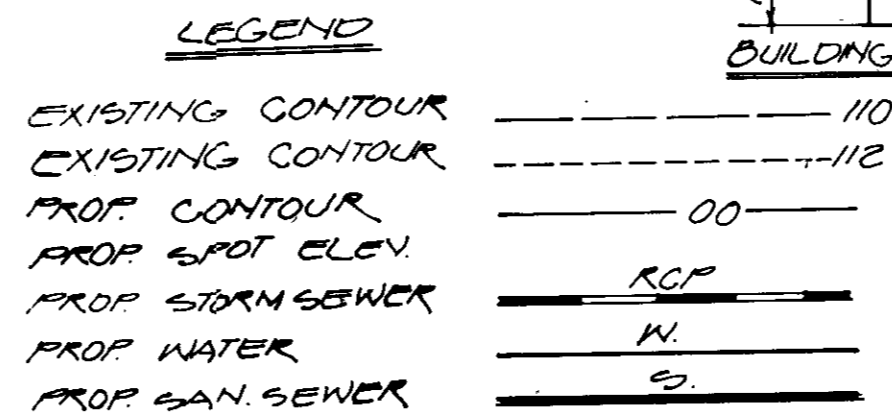 LEGEND
BUILDING
EXISTING CONTOUR 110
EXISTING CONTOUR 112
PROP. CONTOUR 00
PROP. SPOT ELEV.
PROP. STORM SEWER RCP
PROP. WATER W.
PROP. SAN. SEWER S.